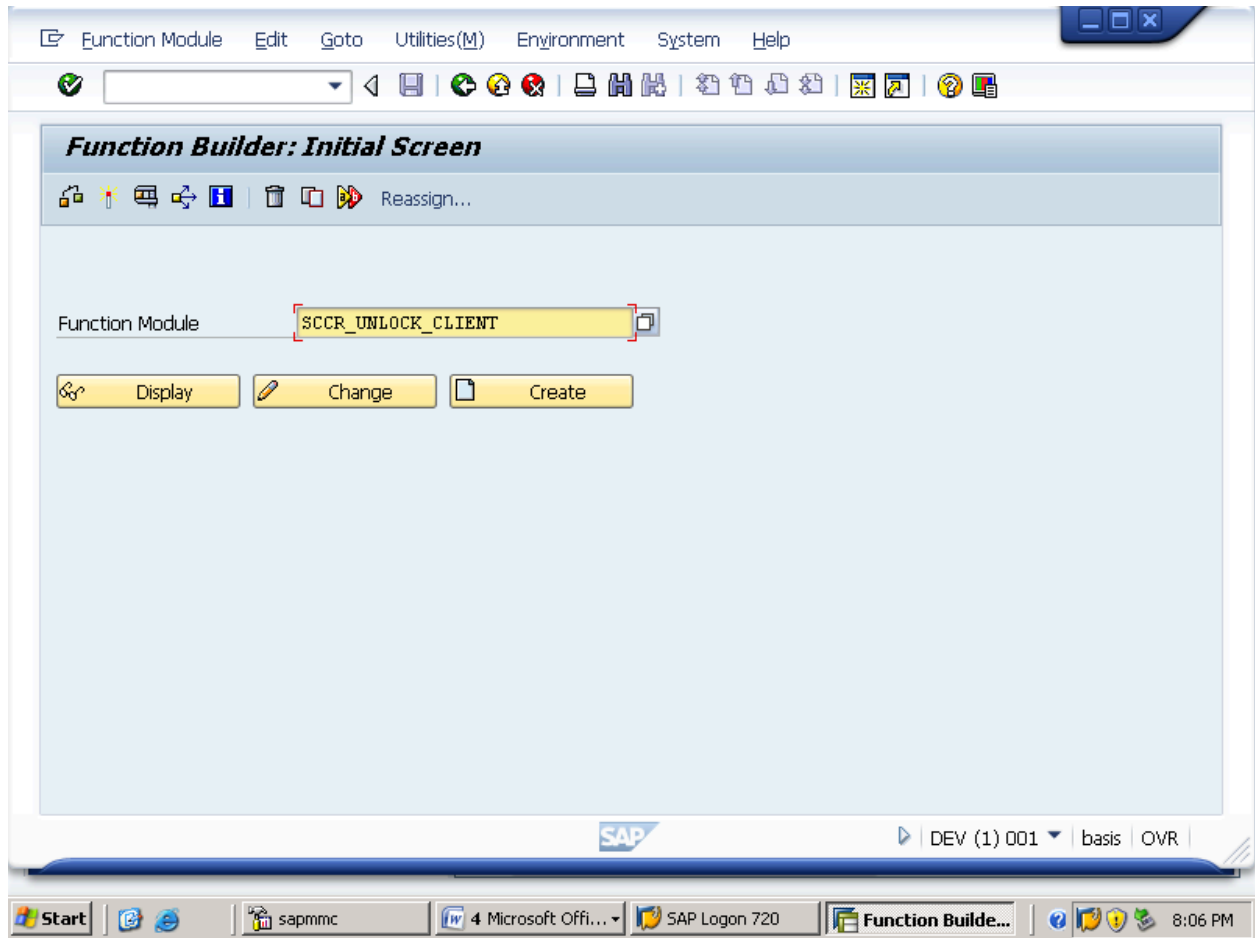 Function Module Edit Goto Utilities(M) Environment System Help
Function Builder: Initial Screen
Reassign...
Function Module SCCR_UNLOCK_CLIENT
Display Change Create
SAP DEV (1) 001 basis OVR
Start sapmmc 4 Microsoft Offi... SAP Logon 720 Function Builde... 8:06 PM